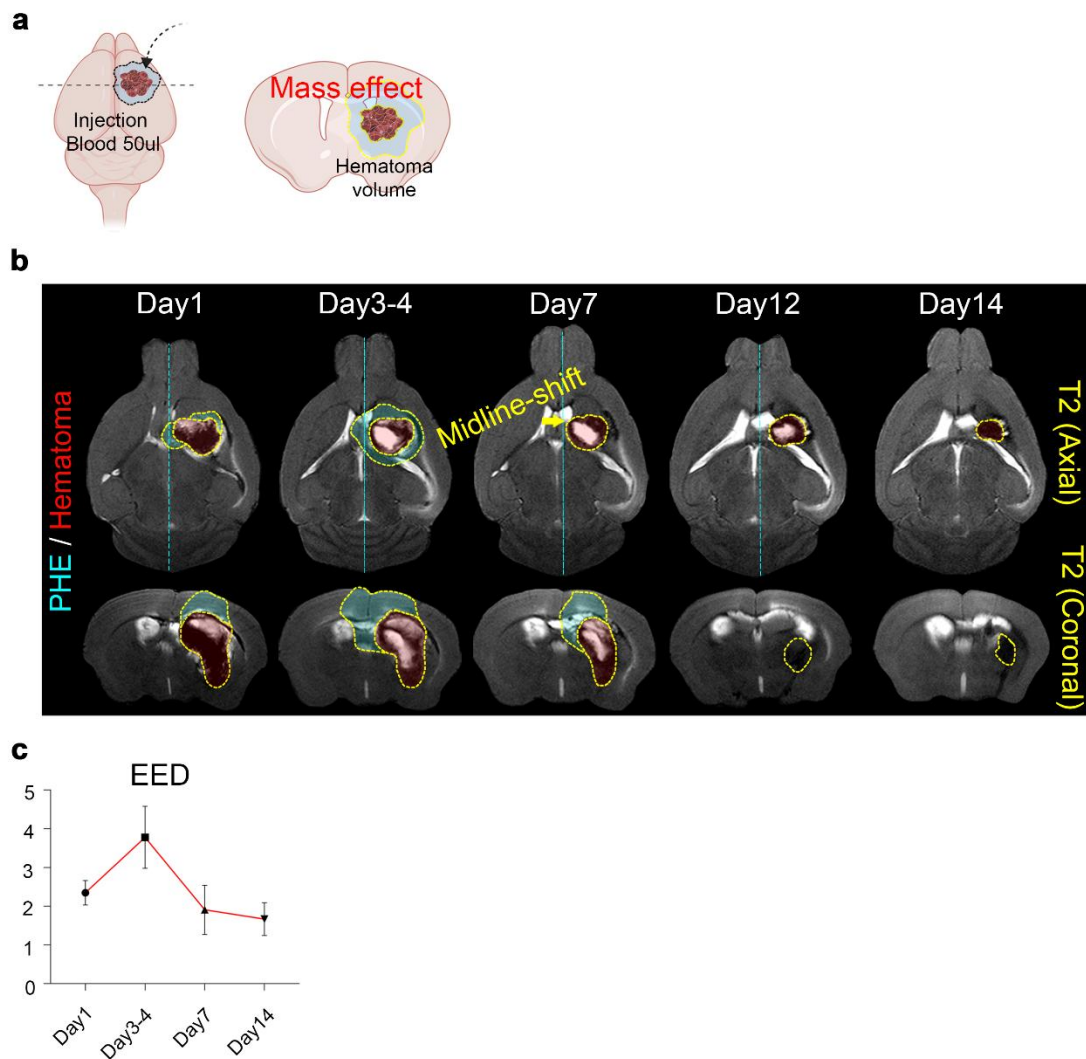 a
Injection
Blood 50ul
Mass effect
Hematoma
volume
b
Day1
Day3-4
Day7
Day12
Day14
PHE / Hematoma
Midline-shift
T2 (Axial)
T2 (Coronal)
c
EED
5
4
3
2
1
0
Day1
Day3-4
Day7
Day14